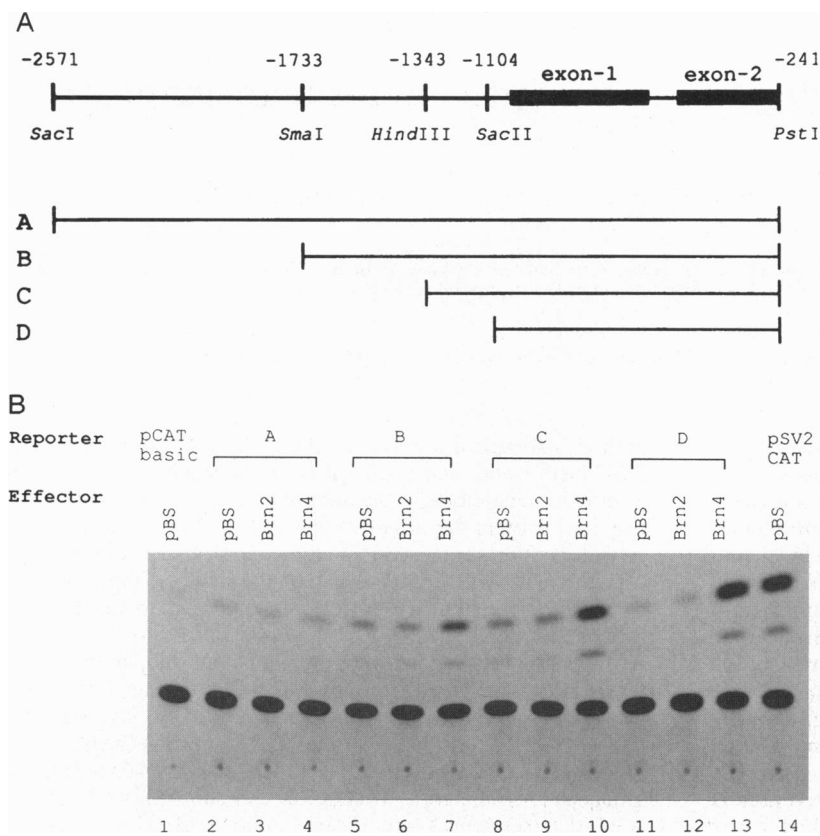 A
-2571 -1733 -1343 -1104 exon-1 exon-2 -241
SacI SmaI HindIII SacII PstI
A
B
C
D
B
Reporter pCAT basic A B C D pSV2 CAT
Effector pBS pBS Brn2 Brn4 pBS Brn2 Brn4 pBS Brn2 Brn4 pBS Brn2 Brn4 pBS
1 2 3 4 5 6 7 8 9 10 11 12 13 14